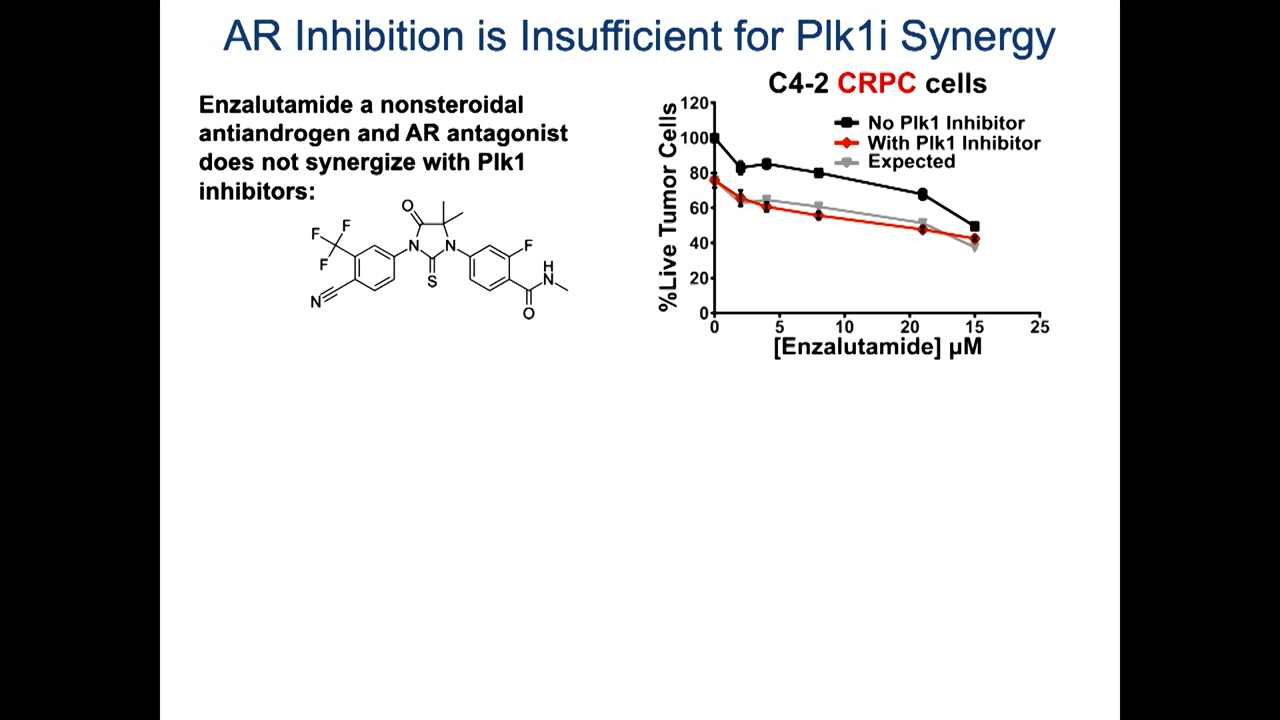 AR Inhibition is Insufficient for Plk1i Synergy
Enzalutamide a nonsteroidal
antiandrogen and AR antagonist
does not synergize with Plk1
inhibitors:
O
F
F
F
N
N
F
S
H
N
N
O
C4-2 CRPC cells
%Live Tumor Cells
120
100
80
60
40
20
0
No Plk1 Inhibitor
With Plk1 Inhibitor
Expected
0 5 10 20 15 25
[Enzalutamide] µM